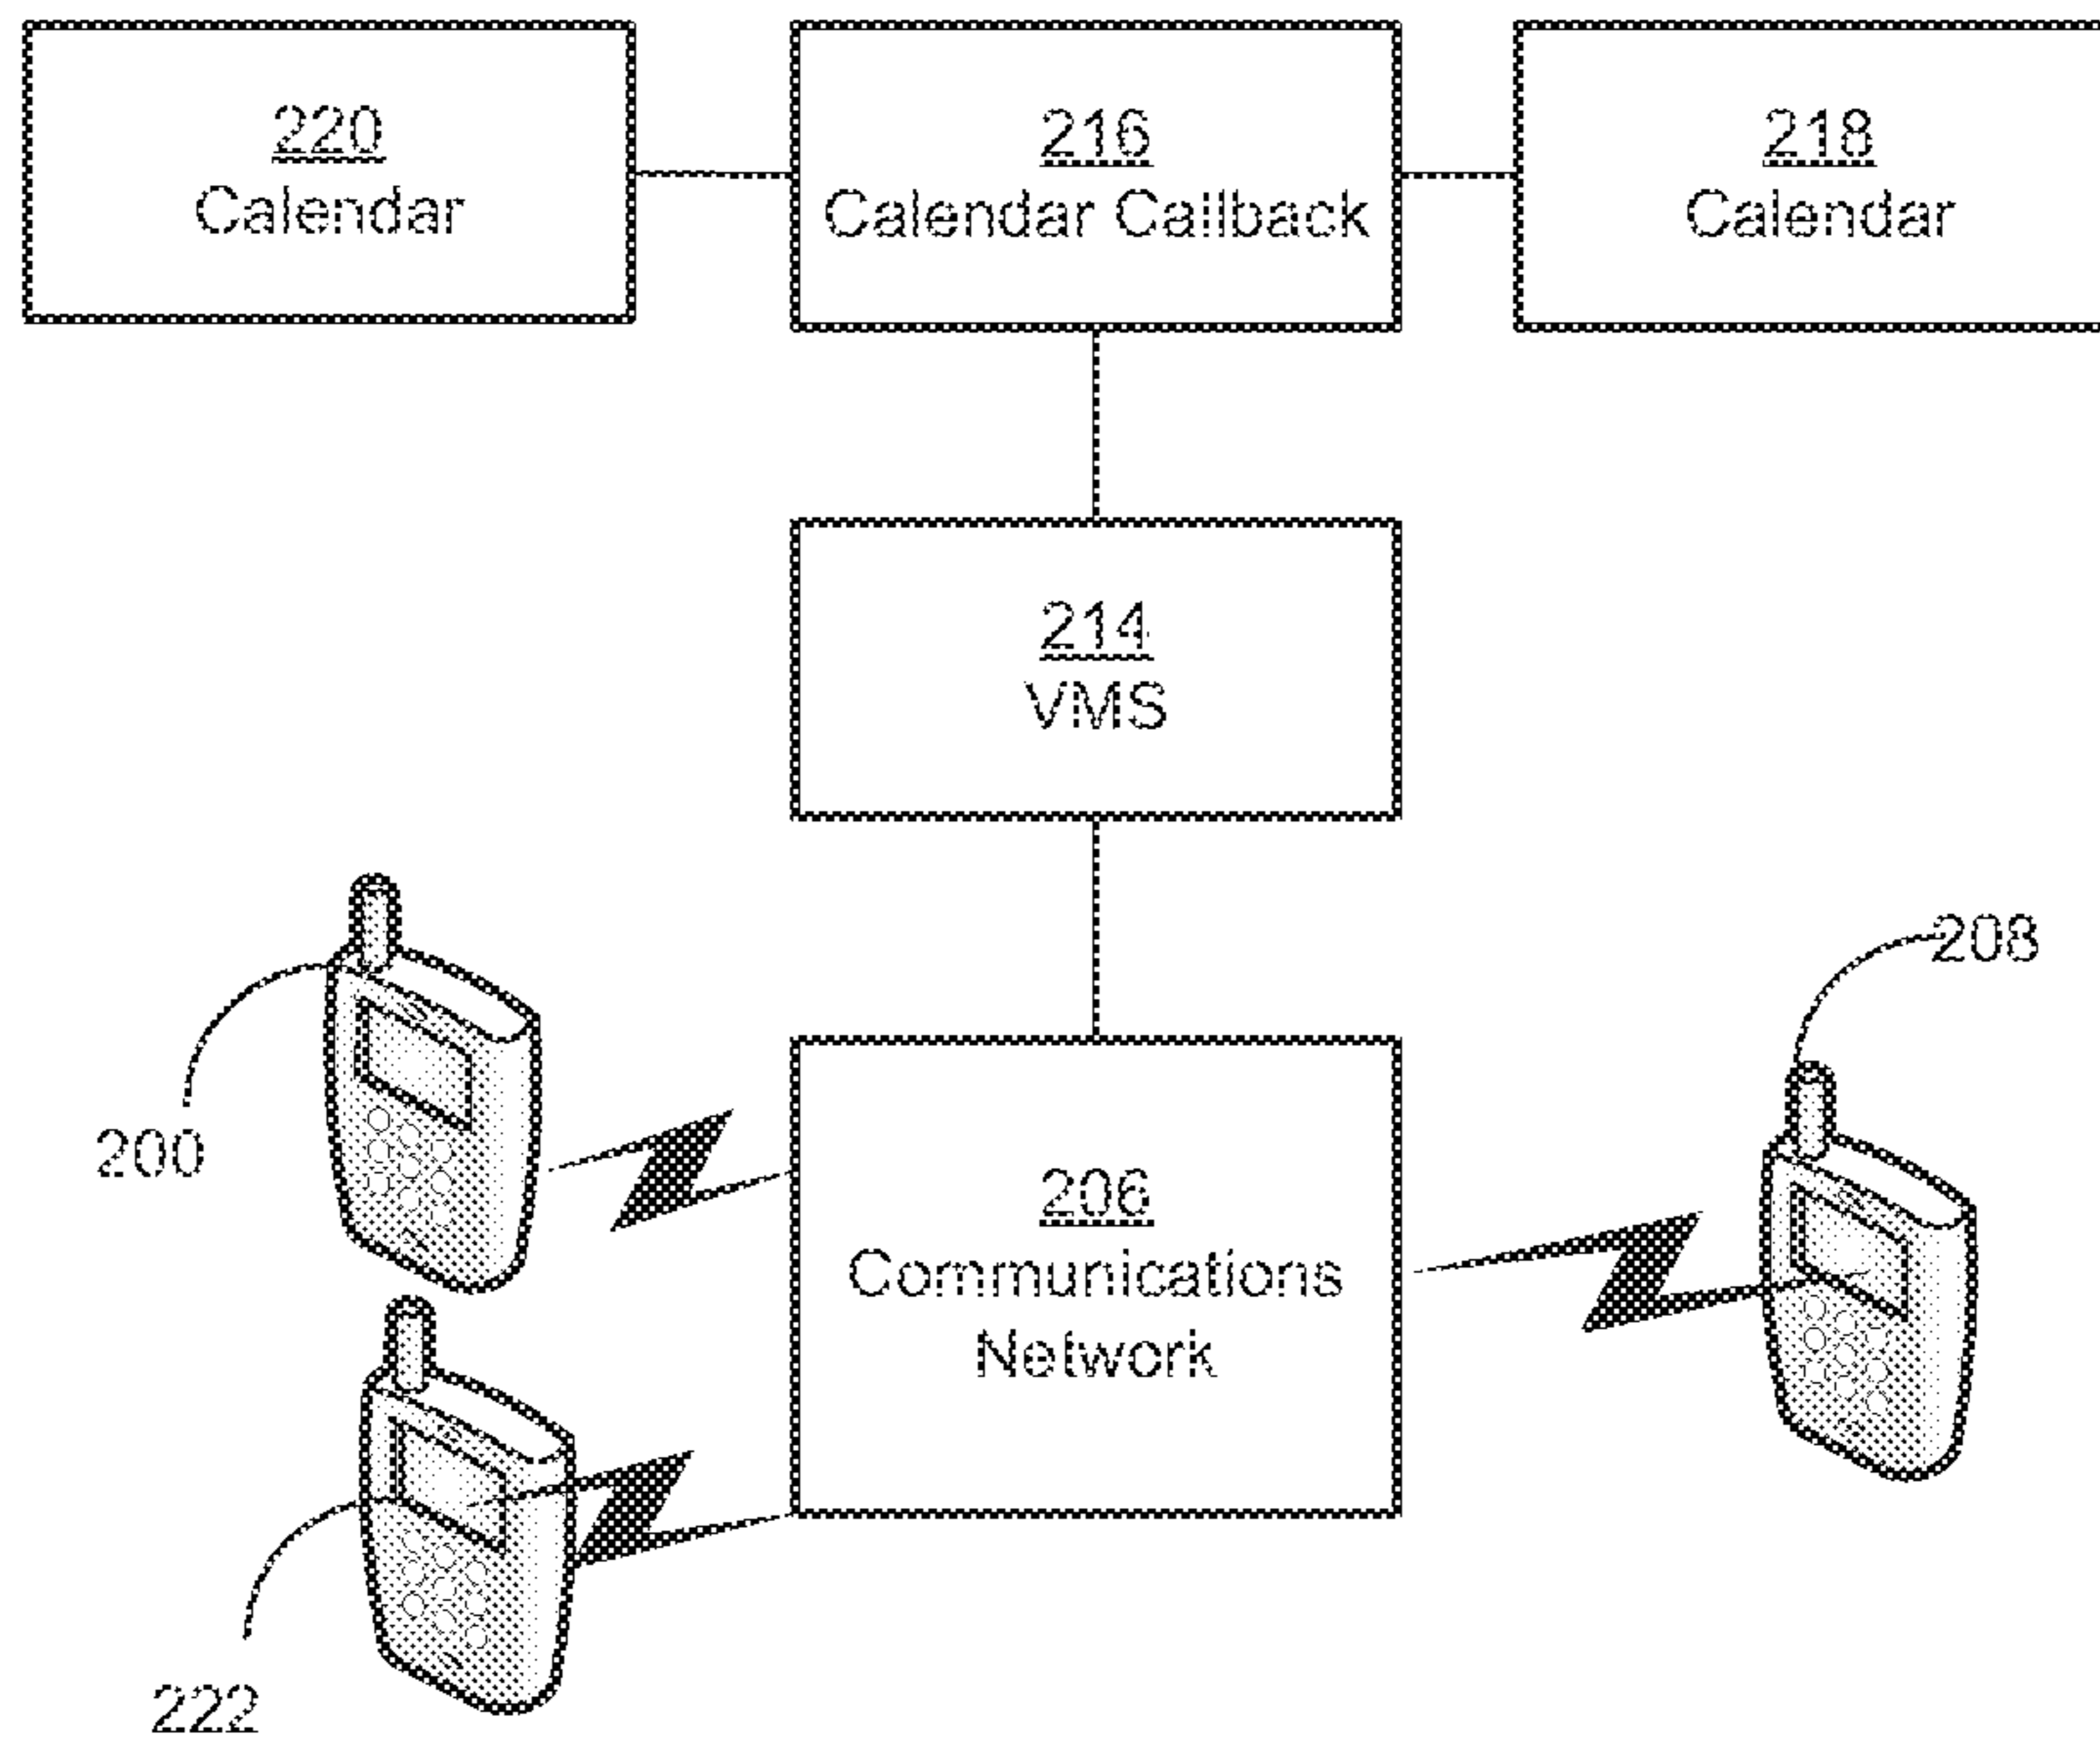 220
Calendar
216
Calendar Callback
218
Calendar
214
VMS
208
200
206
Communications
Network
222